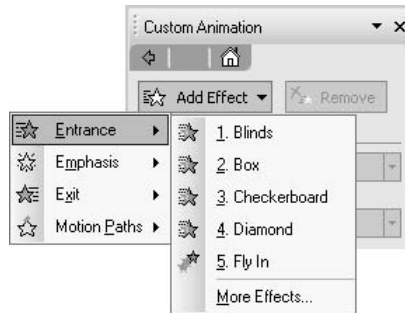 Custom Animation
Add Effect
Remove
Entrance
Emphasis
Exit
Motion Paths
1. Blinds
2. Box
3. Checkerboard
4. Diamond
5. Fly In
More Effects...